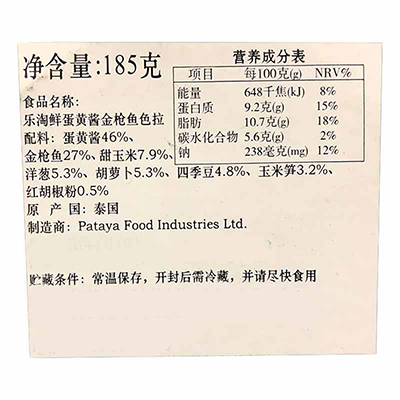 净含量:185克
营养成分表
项目 每100克(g) NRV%
能量 648千焦(kJ) 8%
蛋白质 9.2克(g) 15%
脂肪 10.7克(g) 18%
碳水化合物 5.6克(g) 2%
钠 238毫克(mg) 12%
食品名称:
乐淘鲜蛋黄酱金枪鱼色拉
配料: 蛋黄酱46%、
金枪鱼27%、甜玉米7.9%、
洋葱5.3%、胡萝卜5.3%、四季豆4.8%、玉米笋3.2%、
红胡椒粉0.5%
原 产 国: 泰国
制造商: Pataya Food Industries Ltd.
贮藏条件: 常温保存，开封后需冷藏，并请尽快食用